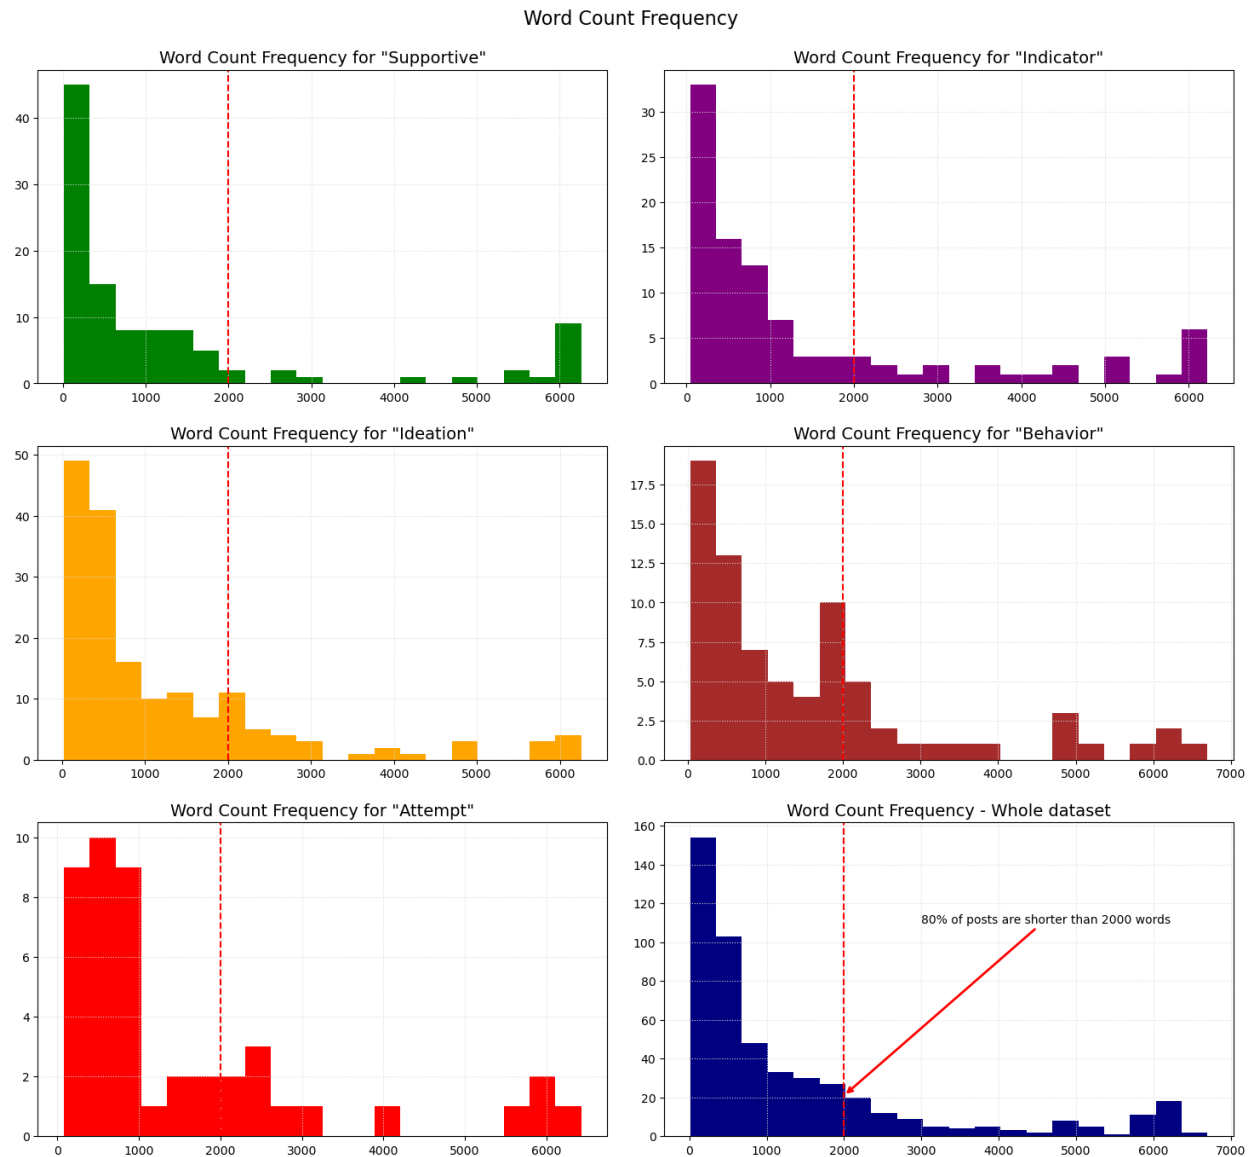 Word Count Frequency
Word Count Frequency for "Supportive"
40
30
20
10
0
0 1000 2000 3000 4000 5000 6000
Word Count Frequency for "Indicator"
30
25
20
15
10
5
0
0 1000 2000 3000 4000 5000 6000
Word Count Frequency for "Ideation"
50
40
30
20
10
0
0 1000 2000 3000 4000 5000 6000
Word Count Frequency for "Behavior"
17.5
15.0
12.5
10.0
7.5
5.0
2.5
0.0
0 1000 2000 3000 4000 5000 6000 7000
Word Count Frequency for "Attempt"
10
8
6
4
2
0
0 1000 2000 3000 4000 5000 6000
Word Count Frequency - Whole dataset
160
140
120
100
80
60
40
20
0
80% of posts are shorter than 2000 words
0 1000 2000 3000 4000 5000 6000 7000